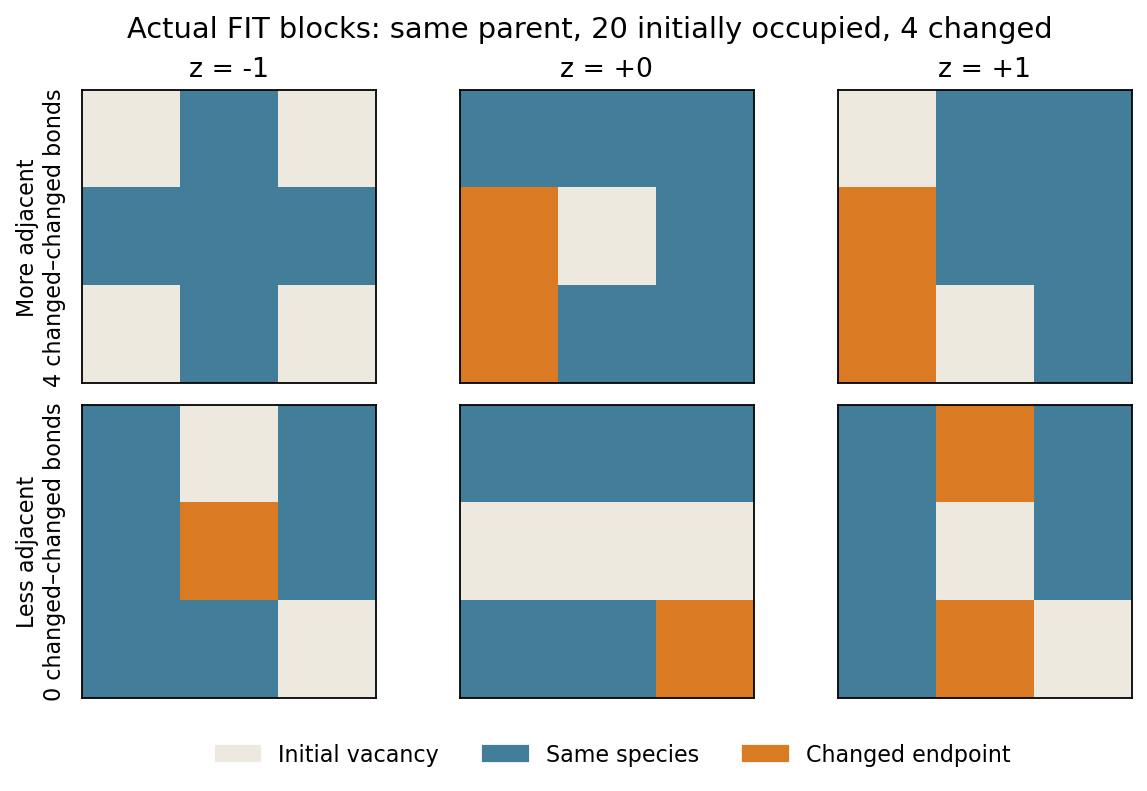 Actual FIT blocks: same parent, 20 initially occupied, 4 changed
z = -1
z = +0
z = +1
More adjacent
4 changed–changed bonds
Less adjacent
0 changed–changed bonds
Initial vacancy
Same species
Changed endpoint